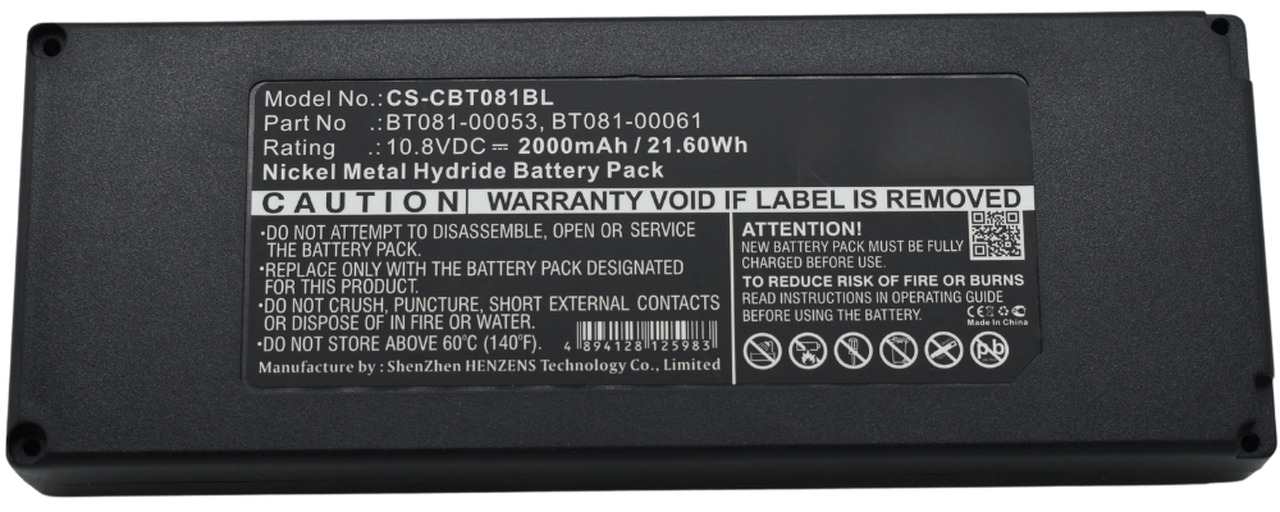 Model No.:CS-CBT081BL
Part No .:BT081-00053, BT081-00061
Rating .:10.8VDC ⎓ 2000mAh / 21.60Wh
Nickel Metal Hydride Battery Pack
CAUTION WARRANTY VOID IF LABEL IS REMOVED
•DO NOT ATTEMPT TO DISASSEMBLE, OPEN OR SERVICE
THE BATTERY PACK.
•REPLACE ONLY WITH THE BATTERY PACK DESIGNATED
FOR THIS PRODUCT.
•DO NOT CRUSH, PUNCTURE, SHORT EXTERNAL CONTACTS
OR DISPOSE OF IN FIRE OR WATER.
•DO NOT STORE ABOVE 60°C (140°F).
4 894128 125983
Manufacture by : ShenZhen HENZENS Technology Co., Limited
ATTENTION!
NEW BATTERY PACK MUST BE FULLY
CHARGED BEFORE USE.
TO REDUCE RISK OF FIRE OR BURNS
READ INSTRUCTIONS IN OPERATING GUIDE
BEFORE USING THE BATTERY.
CE
Made In China
Pb